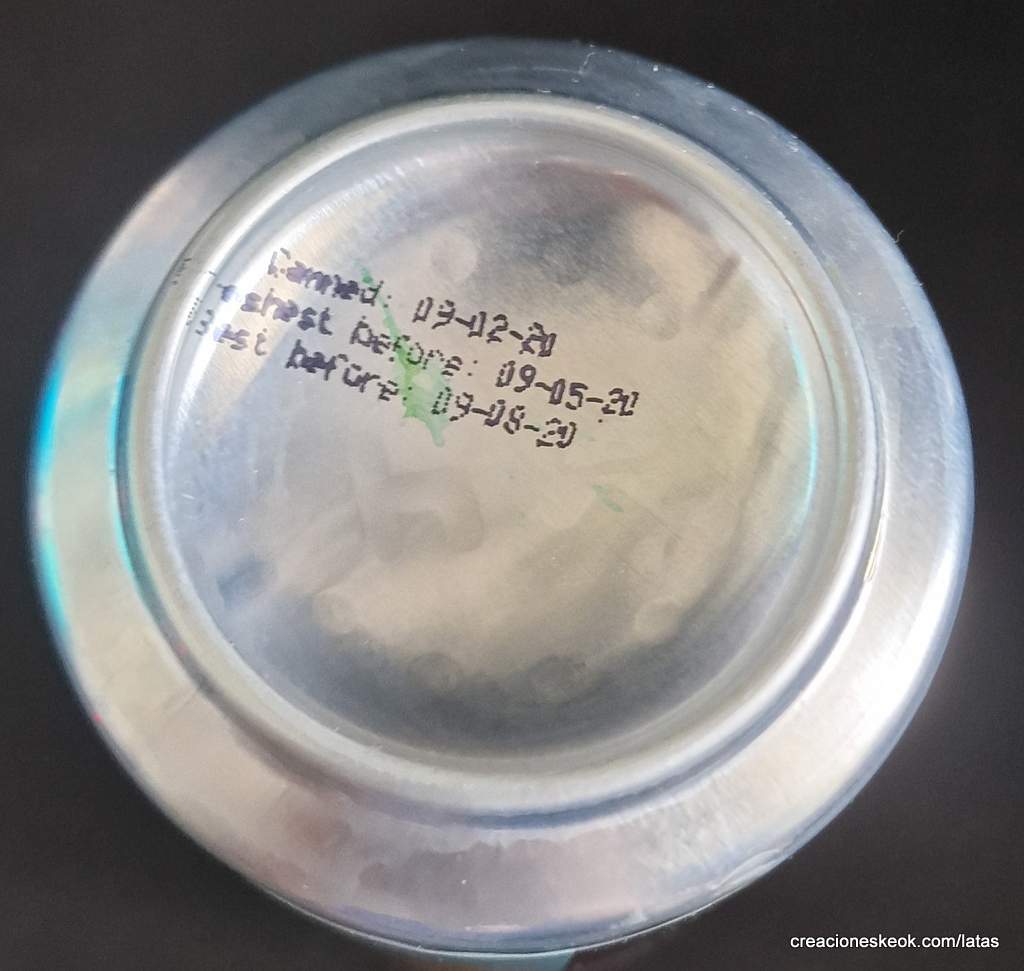 Canned: 09-02-20
Freshest before: 09-05-20
Best before: 09-08-20
creacioneskeok.com/latas